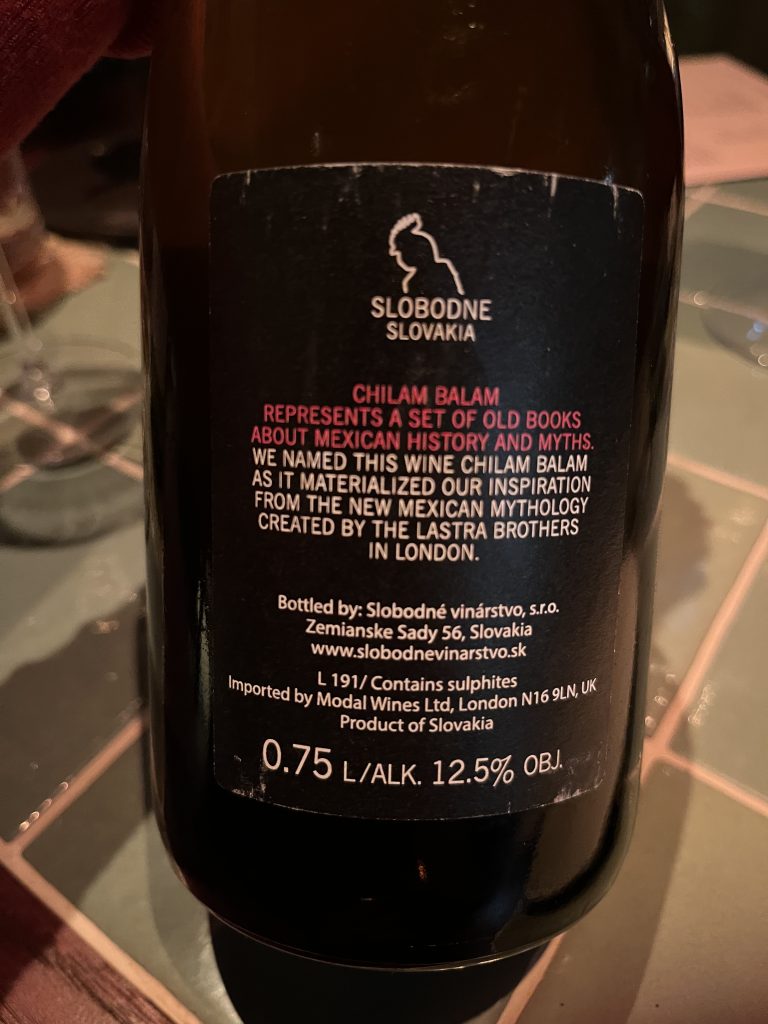 SLOBODNE
SLOVAKIA
CHILAM BALAM
REPRESENTS A SET OF OLD BOOKS
ABOUT MEXICAN HISTORY AND MYTHS.
WE NAMED THIS WINE CHILAM BALAM
AS IT MATERIALIZED OUR INSPIRATION
FROM THE NEW MEXICAN MYTHOLOGY
CREATED BY THE LASTRA BROTHERS
IN LONDON.
Bottled by: Slobodné vinárstvo, s.r.o.
Zemianske Sady 56, Slovakia
www.slobodnevinarstvo.sk
L 191/ Contains sulphites
Imported by Modal Wines Ltd, London N16 9LN, UK
Product of Slovakia
0.75 L/ALK. 12.5% OBJ.